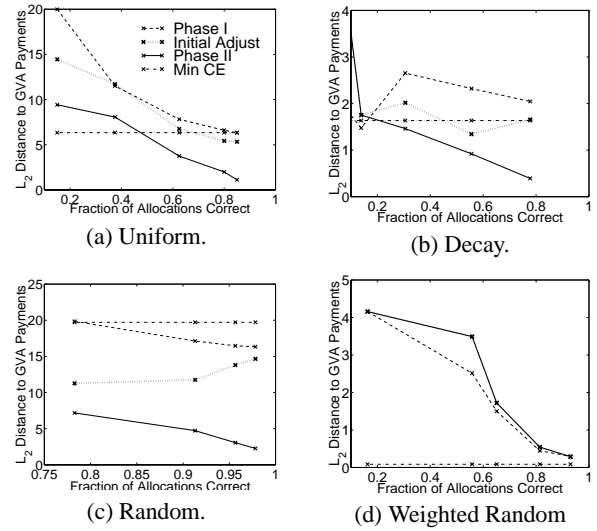 L2 Distance to GVA Payments
20
15
10
5
0
Phase I
Initial Adjust
Phase II
Min CE
0.2 0.4 0.6 0.8 1
Fraction of Allocations Correct
(a) Uniform.
L2 Distance to GVA Payments
4
3
2
1
0
0.2 0.4 0.6 0.8 1
Fraction of Allocations Correct
(b) Decay.
L2 Distance to GVA Payments
25
20
15
10
5
0
0.75 0.8 0.85 0.9 0.95 1
Fraction of Allocations Correct
(c) Random.
L2 Distance to GVA Payments
5
4
3
2
1
0
0.2 0.4 0.6 0.8 1
Fraction of Allocations Correct
(d) Weighted Random